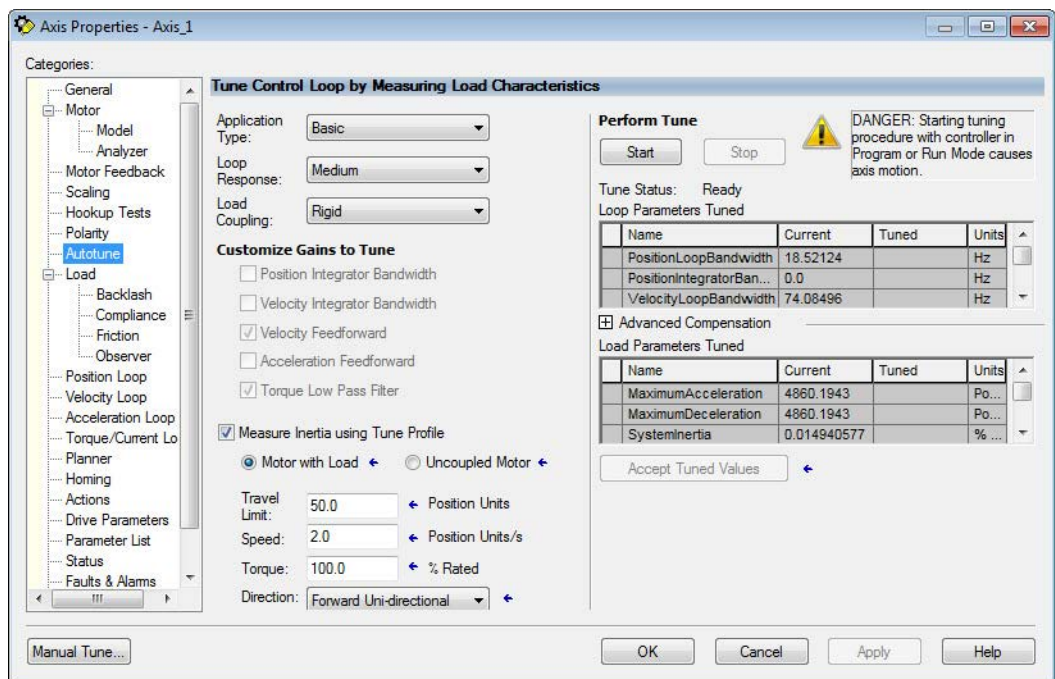 Axis Properties - Axis_1
Categories:
General
Motor
Model
Analyzer
Motor Feedback
Scaling
Hookup Tests
Polarity
Autotune
Load
Backlash
Compliance
Friction
Observer
Position Loop
Velocity Loop
Acceleration Loop
Torque/Current Lo
Planner
Homing
Actions
Drive Parameters
Parameter List
Status
Faults & Alarms
Tune Control Loop by Measuring Load Characteristics
Application
Type:
Basic
Loop
Response:
Medium
Load
Coupling:
Rigid
Customize Gains to Tune
Position Integrator Bandwidth
Velocity Integrator Bandwidth
Velocity Feedforward
Acceleration Feedforward
Torque Low Pass Filter
Measure Inertia using Tune Profile
Motor with Load
Uncoupled Motor
Travel
Limit:
50.0
Position Units
Speed:
2.0
Position Units/s
Torque:
100.0
% Rated
Direction:
Forward Uni-directional
Perform Tune
Start
Stop
DANGER: Starting tuning
procedure with controller in
Program or Run Mode causes
axis motion.
Tune Status: Ready
Loop Parameters Tuned
Name Current Tuned Units
PositionLoopBandwidth 18.52124 Hz
PositionIntegratorBan... 0.0 Hz
VelocityLoopBandwidth 74.08496 Hz
Advanced Compensation
Load Parameters Tuned
Name Current Tuned Units
MaximumAcceleration 4860.1943 Po...
MaximumDeceleration 4860.1943 Po...
SystemInertia 0.014940577 % ...
Accept Tuned Values
Manual Tune...
OK
Cancel
Apply
Help